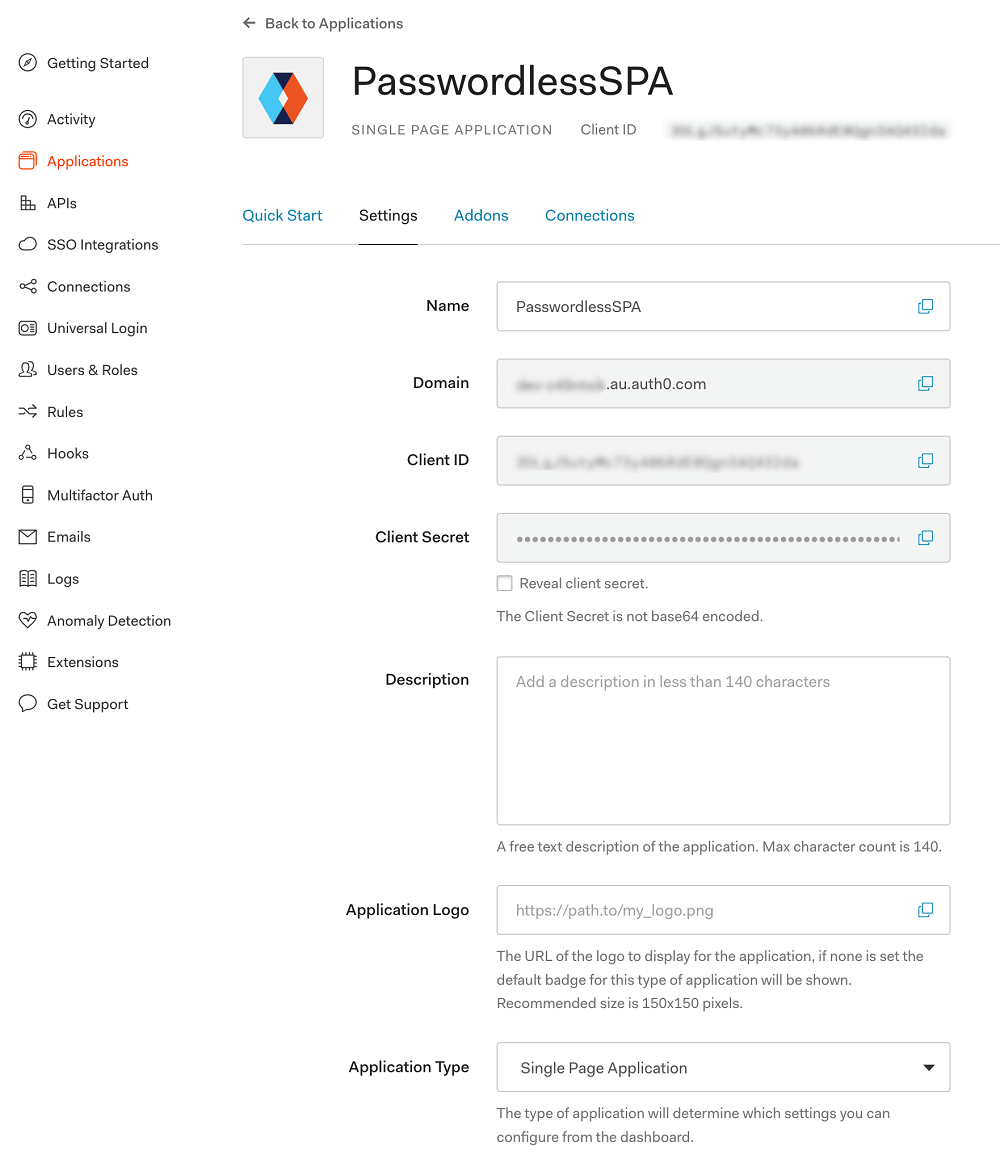 Back to Applications
Getting Started
Activity
Applications
APIs
SSO Integrations
Connections
Universal Login
Users & Roles
Rules
Hooks
Multifactor Auth
Emails
Logs
Anomaly Detection
Extensions
Get Support
PasswordlessSPA
SINGLE PAGE APPLICATION Client ID
Quick Start Settings Addons Connections
Name PasswordlessSPA
Domain .au.auth0.com
Client ID
Client Secret
Reveal client secret.
The Client Secret is not base64 encoded.
Description Add a description in less than 140 characters
A free text description of the application. Max character count is 140.
Application Logo https://path.to/my_logo.png
The URL of the logo to display for the application, if none is set the
default badge for this type of application will be shown.
Recommended size is 150x150 pixels.
Application Type Single Page Application
The type of application will determine which settings you can
configure from the dashboard.